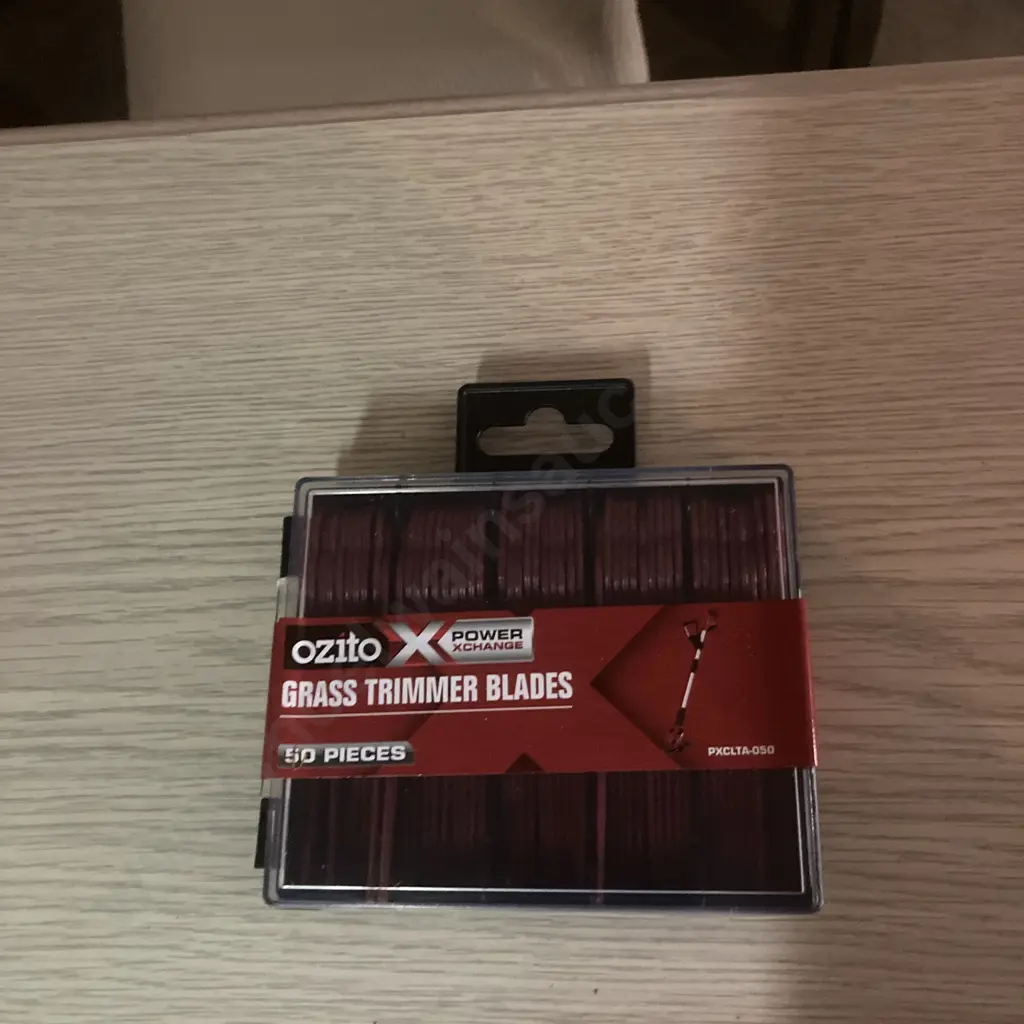 ozito X POWER XCHANGE
GRASS TRIMMER BLADES
50 PIECES
PXCLTA-050